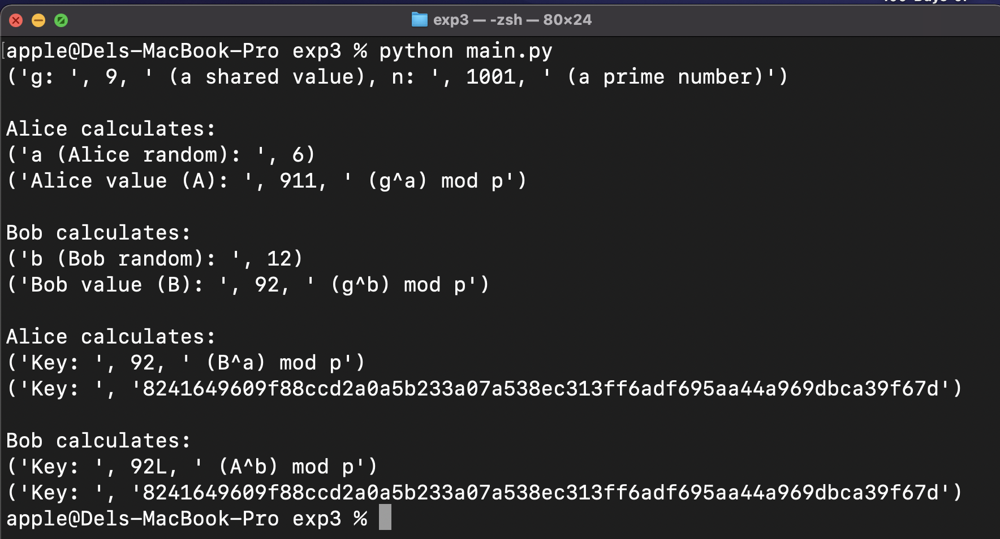 exp3 — -zsh — 80×24
apple@Dels-MacBook-Pro exp3 % python main.py
('g: ', 9, ' (a shared value), n: ', 1001, ' (a prime number)')
Alice calculates:
('a (Alice random): ', 6)
('Alice value (A): ', 911, ' (g^a) mod p')
Bob calculates:
('b (Bob random): ', 12)
('Bob value (B): ', 92, ' (g^b) mod p')
Alice calculates:
('Key: ', 92, ' (B^a) mod p')
('Key: ', '8241649609f88ccd2a0a5b233a07a538ec313ff6adf695aa44a969dbca39f67d')
Bob calculates:
('Key: ', 92L, ' (A^b) mod p')
('Key: ', '8241649609f88ccd2a0a5b233a07a538ec313ff6adf695aa44a969dbca39f67d')
apple@Dels-MacBook-Pro exp3 %